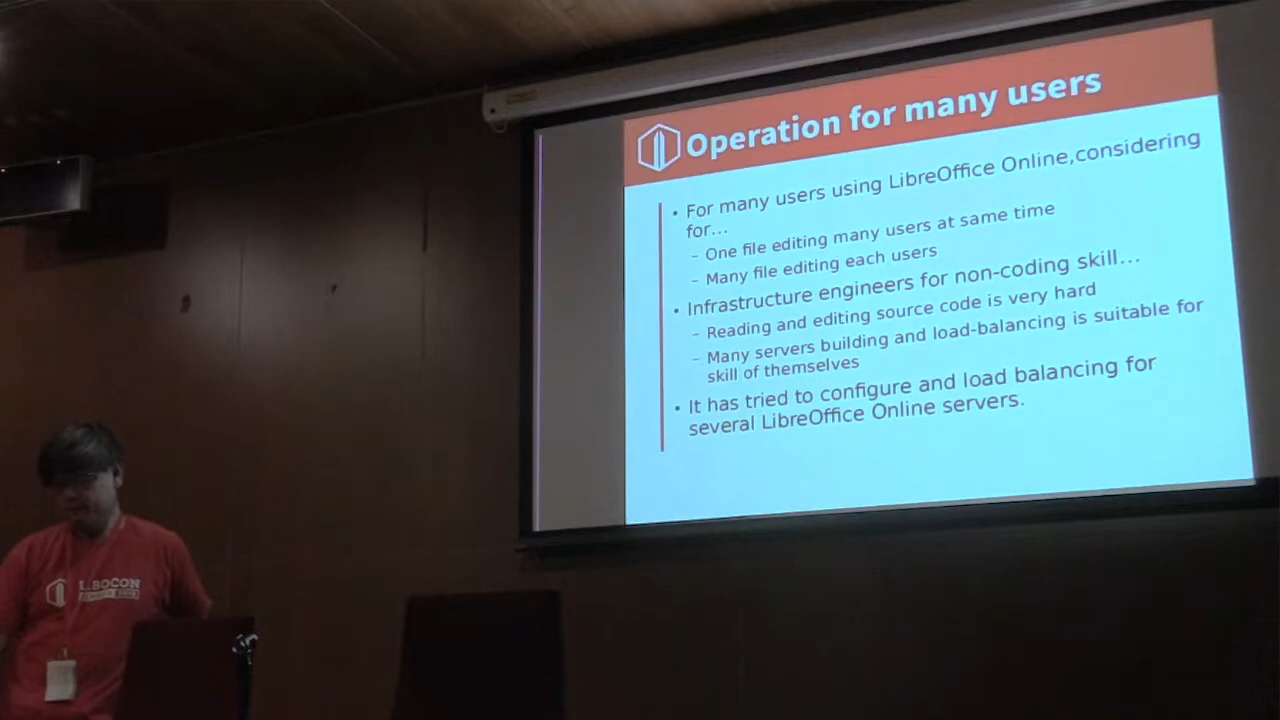 Operation for many users
• For many users using LibreOffice Online,considering
for...
– One file editing many users at same time
– Many file editing each users
• Infrastructure engineers for non-coding skill...
– Reading and editing source code is very hard
– Many servers building and load-balancing is suitable for
skill of themselves
• It has tried to configure and load balancing for
several LibreOffice Online servers.
LIBOCON